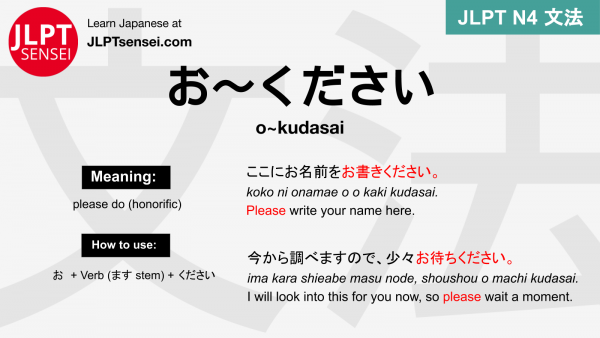 JLPT
SENSEI
Learn Japanese at
JLPTsensei.com
JLPT N4 文法
お〜ください
o~kudasai
Meaning:
please do (honorific)
How to use:
お + Verb (ます stem) + ください
ここにお名前をお書きください。
koko ni onamae o o kaki kudasai.
Please write your name here.
今から調べますので、少々お待ちください。
ima kara shieabe masu node, shoushou o machi kudasai.
I will look into this for you now, so please wait a moment.
文法